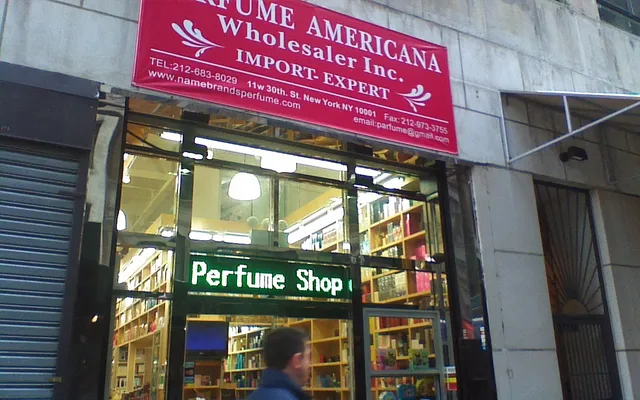 RFUME AMERICANA
Wholesaler Inc.
IMPORT-EXPERT
TEL:212-683-8029 11w 30th. St. New York NY 10001 Fax: 212-973-3755
www.namebrandsperfume.com email:parfume@gmail.com
Perfume Shop